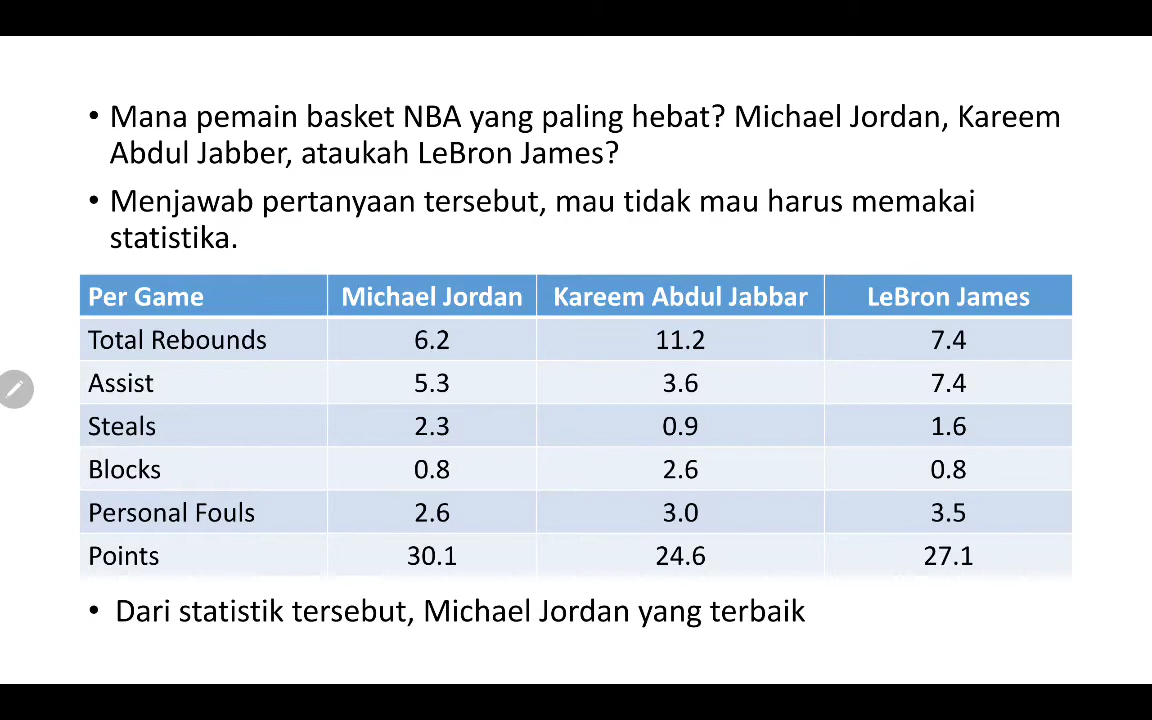 • Mana pemain basket NBA yang paling hebat? Michael Jordan, Kareem
Abdul Jabber, ataukah LeBron James?
• Menjawab pertanyaan tersebut, mau tidak mau harus memakai
statistika.
Per Game Michael Jordan Kareem Abdul Jabbar LeBron James
Total Rebounds 6.2 11.2 7.4
Assist 5.3 3.6 7.4
Steals 2.3 0.9 1.6
Blocks 0.8 2.6 0.8
Personal Fouls 2.6 3.0 3.5
Points 30.1 24.6 27.1
• Dari statistik tersebut, Michael Jordan yang terbaik